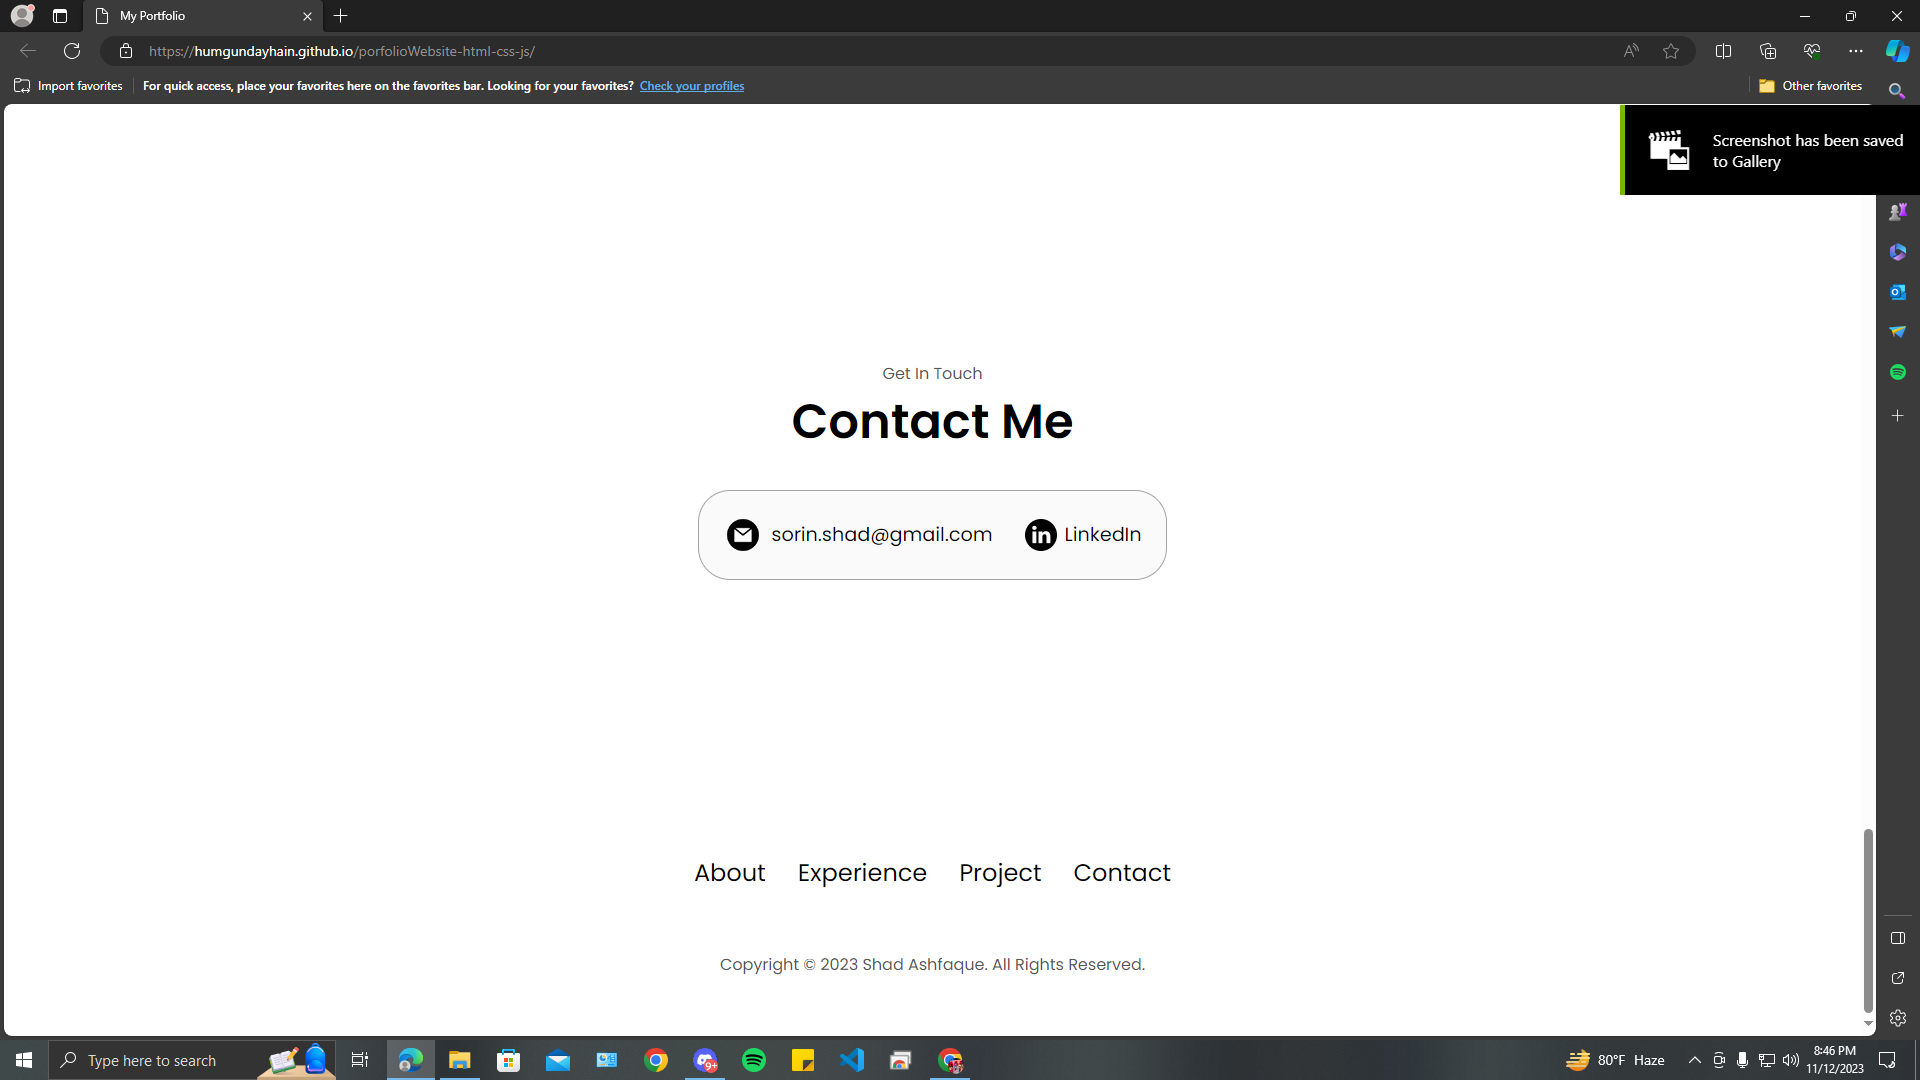 My Portfolio
https://humgundayhain.github.io/porfolioWebsite-html-css-js/
Import favorites
For quick access, place your favorites here on the favorites bar. Looking for your favorites? Check your profiles
Other favorites
Screenshot has been saved
to Gallery
Get In Touch
Contact Me
sorin.shad@gmail.com
LinkedIn
About Experience Project Contact
Copyright © 2023 Shad Ashfaque. All Rights Reserved.
Type here to search
9+
80°F Haze
8:46 PM
11/12/2023